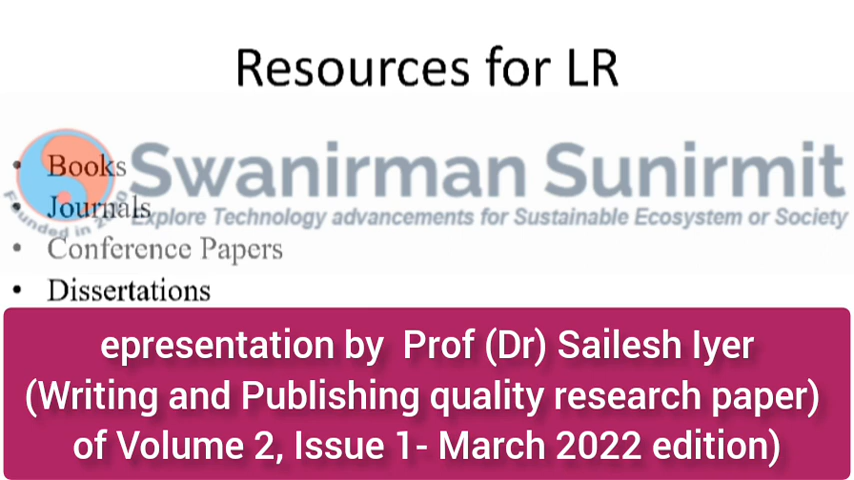 Resources for LR
Swanirman Sunirmit
Explore Technology advancements for Sustainable Ecosystem or Society
Founded in
• Books
• Journals
• Conference Papers
• Dissertations
epresentation by Prof (Dr) Sailesh Iyer
(Writing and Publishing quality research paper)
of Volume 2, Issue 1- March 2022 edition)